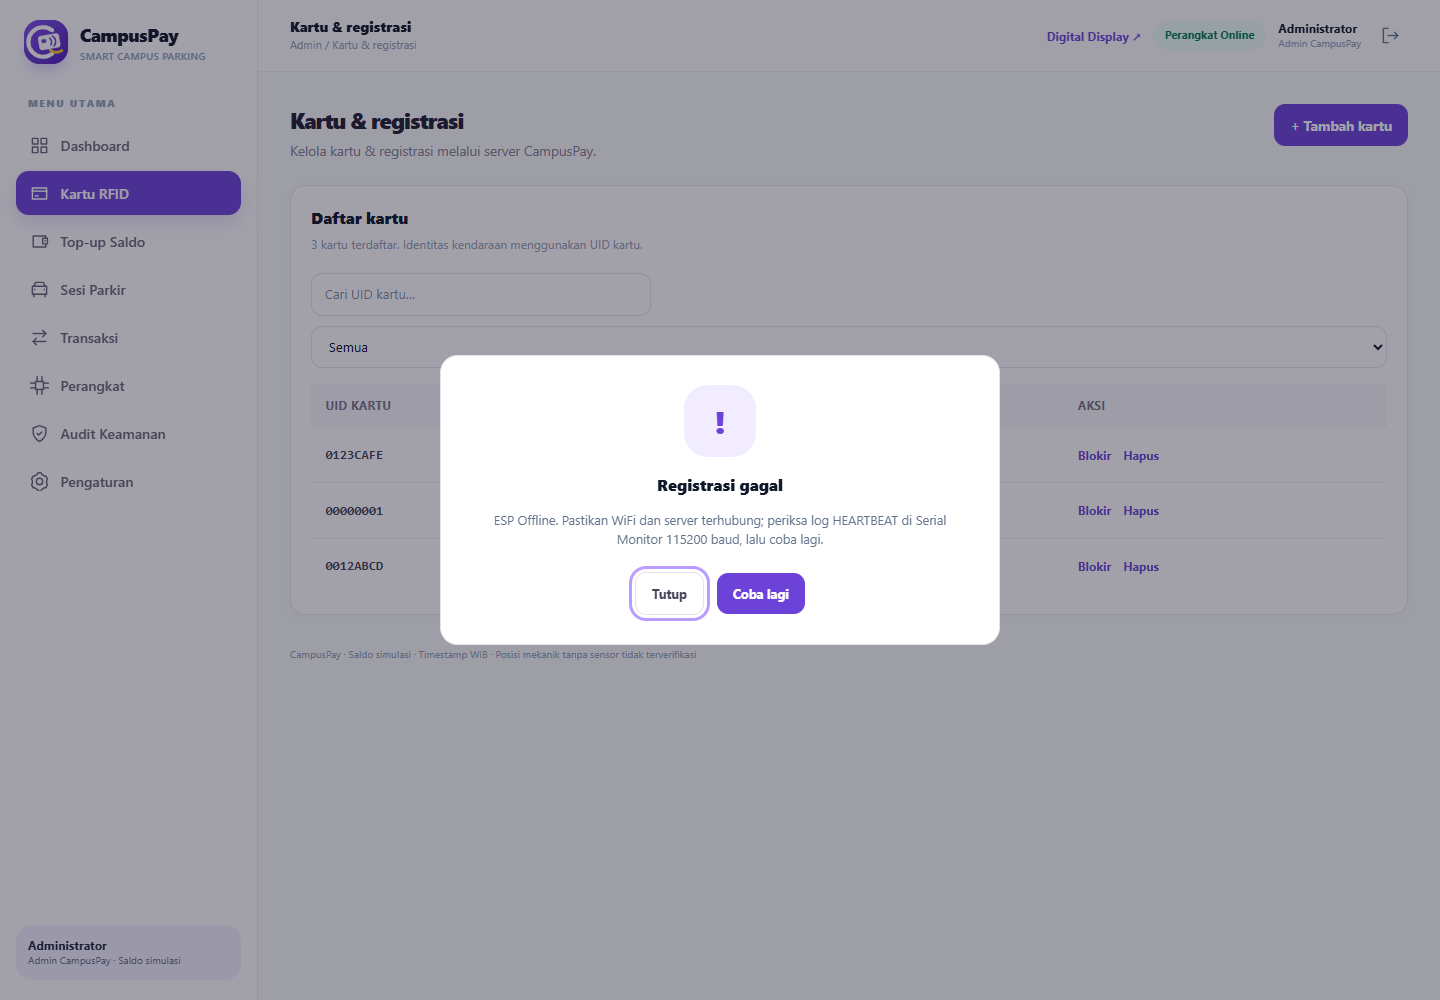 CampusPay
SMART CAMPUS PARKING
MENU UTAMA
Dashboard
Kartu RFID
Top-up Saldo
Sesi Parkir
Transaksi
Perangkat
Audit Keamanan
Pengaturan
Administrator
Admin CampusPay · Saldo simulasi
Kartu & registrasi
Admin / Kartu & registrasi
Digital Display ↗
Perangkat Online
Administrator
Admin CampusPay
Kartu & registrasi
Kelola kartu & registrasi melalui server CampusPay.
+ Tambah kartu
Daftar kartu
3 kartu terdaftar. Identitas kendaraan menggunakan UID kartu.
Cari UID kartu...
Semua
UID KARTU AKSI
0123CAFE Blokir Hapus
00000001 Blokir Hapus
0012ABCD Blokir Hapus
!
Registrasi gagal
ESP Offline. Pastikan WiFi dan server terhubung; periksa log HEARTBEAT di Serial
Monitor 115200 baud, lalu coba lagi.
Tutup Coba lagi
CampusPay · Saldo simulasi · Timestamp WIB · Posisi mekanik tanpa sensor tidak terverifikasi